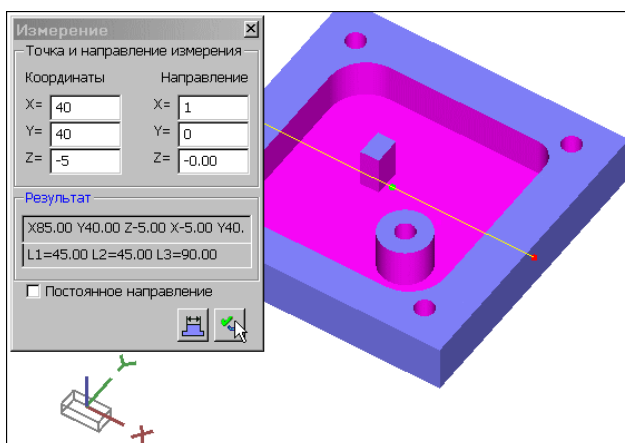 Измерение
Точка и направление измерения
Координаты Направление
X= 40 X= 1
Y= 40 Y= 0
Z= -5 Z= -0.00
Результат
X85.00 Y40.00 Z-5.00 X-5.00 Y40.
L1=45.00 L2=45.00 L3=90.00
Постоянное направление
Y
X